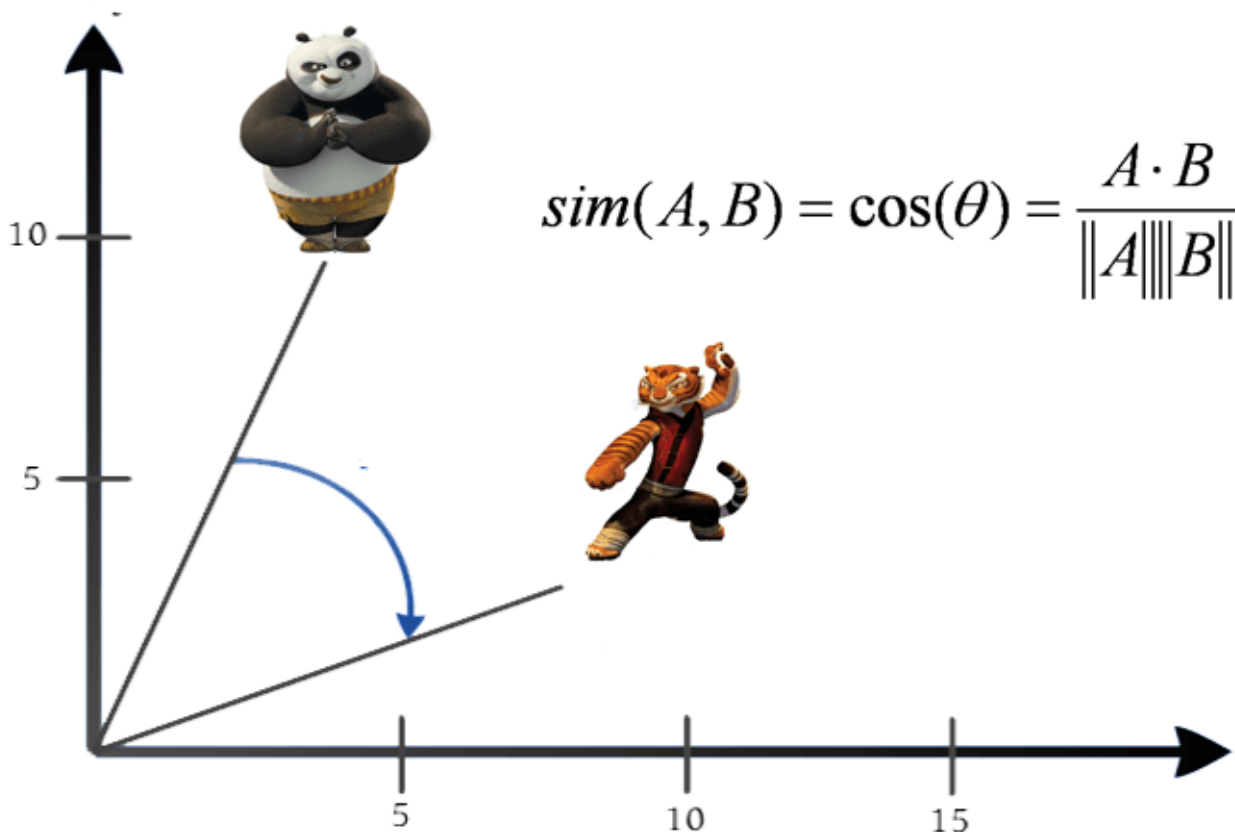 10
sim(A, B) = cos(θ) = A · B / ‖A‖‖B‖
5
5 10 15